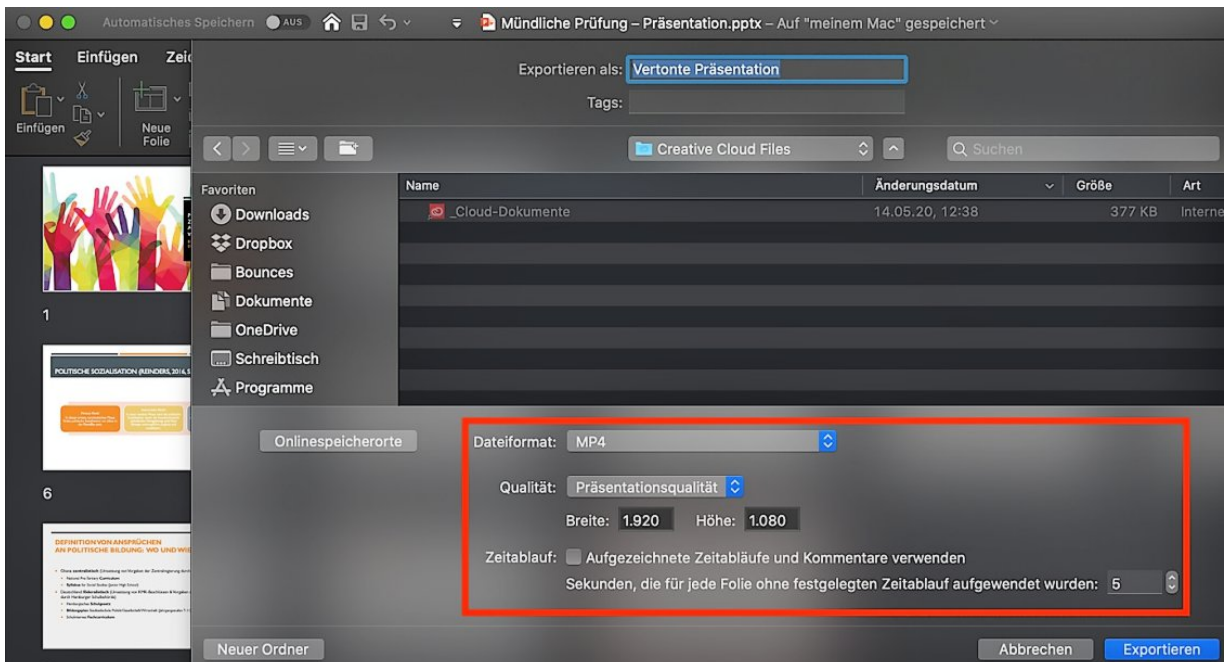 Automatisches Speichern AUS Mündliche Prüfung – Präsentation.pptx – Auf "meinem Mac" gespeichert
Start Einfügen Zeic
Exportieren als: Vertonte Präsentation
Tags:
Einfügen Neue Folie
Creative Cloud Files Suchen
Favoriten Name Änderungsdatum Größe Art
Downloads _Cloud-Dokumente 14.05.20, 12:38 377 KB Interne
Dropbox
Bounces
Dokumente
1
OneDrive
Schreibtisch
POLITISCHE SOZIALISATION (REINDERS, 2016, S
Programme
Onlinespeicherorte Dateiformat: MP4
Qualität: Präsentationsqualität
6
Breite: 1.920 Höhe: 1.080
DEFINITION VON ANSPRÜCHEN
AN POLITISCHE BILDUNG: WO UND WIE
Zeitablauf: Aufgezeichnete Zeitabläufe und Kommentare verwenden
Sekunden, die für jede Folie ohne festgelegten Zeitablauf aufgewendet wurden: 5
Neuer Ordner Abbrechen Exportieren